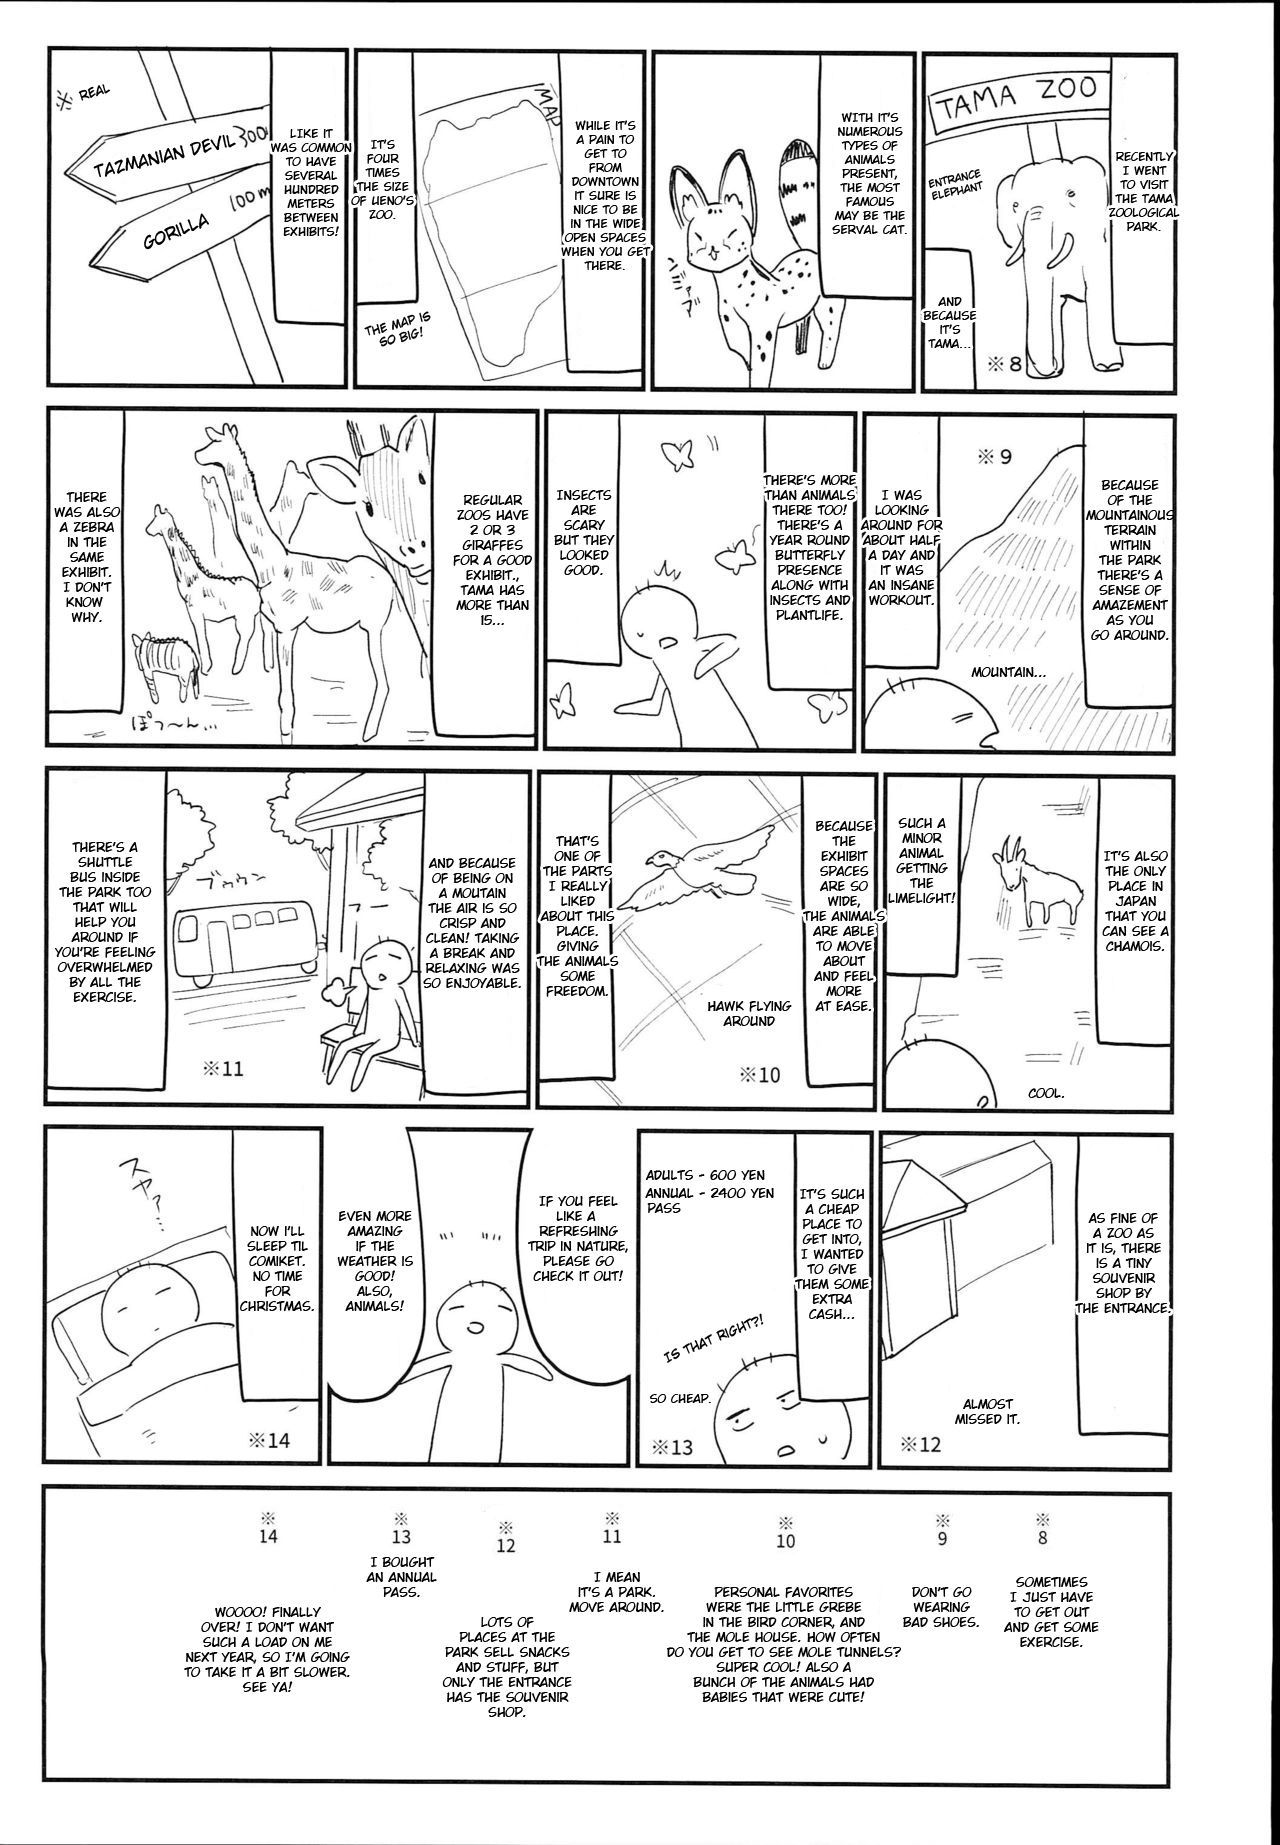 TAMA ZOO
RECENTLY
I WENT
TO VISIT
THE TAMA
ZOOLOGICAL
PARK.
ENTRANCE
ELEPHANT
AND
BECAUSE
IT'S
TAMA...
※8
WITH IT'S
NUMEROUS
TYPES OF
ANIMALS
PRESENT,
THE MOST
FAMOUS
MAY BE THE
SERVAL CAT.
MAP
WHILE IT'S
A PAIN TO
GET TO
FROM
DOWNTOWN
IT SURE IS
NICE TO BE
IN THE WIDE
OPEN SPACES
WHEN YOU GET
THERE.
IT'S
FOUR
TIMES
THE SIZE
OF UENO'S
ZOO.
THE MAP IS
SO BIG!
LIKE IT
WAS COMMON
TO HAVE
SEVERAL
HUNDRED
METERS
BETWEEN
EXHIBITS!
※ REAL
TAZMANIAN DEVIL 300
GORILLA 100m
BECAUSE
OF THE
MOUNTAINOUS
TERRAIN
WITHIN
THE PARK
THERE'S A
SENSE OF
AMAZEMENT
AS YOU
GO AROUND.
※9
I WAS
LOOKING
AROUND FOR
ABOUT HALF
A DAY AND
IT WAS
AN INSANE
WORKOUT.
MOUNTAIN...
THERE'S MORE
THAN ANIMALS
THERE TOO!
THERE'S A
YEAR ROUND
BUTTERFLY
PRESENCE
ALONG WITH
INSECTS AND
PLANTLIFE.
INSECTS
ARE
SCARY
BUT THEY
LOOKED
GOOD.
REGULAR
ZOOS HAVE
2 OR 3
GIRAFFES
FOR A GOOD
EXHIBIT.,
TAMA HAS
MORE THAN
15...
THERE
WAS ALSO
A ZEBRA
IN THE
SAME
EXHIBIT.
I DON'T
KNOW
WHY.
ぽつ〜ん...
IT'S ALSO
THE ONLY
PLACE IN
JAPAN
THAT YOU
CAN SEE A
CHAMOIS.
SUCH A
MINOR
ANIMAL
GETTING
THE
LIMELIGHT!
COOL.
BECAUSE
THE
EXHIBIT
SPACES
ARE SO
WIDE,
THE ANIMALS
ARE ABLE
TO MOVE
ABOUT
AND FEEL
MORE
AT EASE.
HAWK FLYING
AROUND
※10
THAT'S
ONE OF
THE PARTS
I REALLY
LIKED
ABOUT THIS
PLACE.
GIVING
THE ANIMALS
SOME
FREEDOM.
AND BECAUSE
OF BEING ON
A MOUTAIN
THE AIR IS SO
CRISP AND
CLEAN! TAKING
A BREAK AND
RELAXING WAS
SO ENJOYABLE.
ブウウン
※11
THERE'S A
SHUTTLE
BUS INSIDE
THE PARK TOO
THAT WILL
HELP YOU
AROUND IF
YOU'RE FEELING
OVERWHELMED
BY ALL THE
EXERCISE.
AS FINE OF
A ZOO AS
IT IS, THERE
IS A TINY
SOUVENIR
SHOP BY
THE ENTRANCE.
ALMOST
MISSED IT.
※12
IT'S SUCH
A CHEAP
PLACE TO
GET INTO,
I WANTED
TO GIVE
THEM SOME
EXTRA
CASH...
ADULTS - 600 YEN
ANNUAL - 2400 YEN
PASS
IS THAT RIGHT?!
SO CHEAP.
※13
IF YOU FEEL
LIKE A
REFRESHING
TRIP IN NATURE,
PLEASE GO
CHECK IT OUT!
EVEN MORE
AMAZING
IF THE
WEATHER IS
GOOD!
ALSO,
ANIMALS!
NOW I'LL
SLEEP TIL
COMIKET.
NO TIME
FOR
CHRISTMAS.
スヤァ...
※14
※
8
SOMETIMES
I JUST HAVE
TO GET OUT
AND GET SOME
EXERCISE.
※
9
DON'T GO
WEARING
BAD SHOES.
※
10
PERSONAL FAVORITES
WERE THE LITTLE GREBE
IN THE BIRD CORNER, AND
THE MOLE HOUSE. HOW OFTEN
DO YOU GET TO SEE MOLE TUNNELS?
SUPER COOL! ALSO A
BUNCH OF THE ANIMALS HAD
BABIES THAT WERE CUTE!
※
11
I MEAN
IT'S A PARK.
MOVE AROUND.
※
12
LOTS OF
PLACES AT THE
PARK SELL SNACKS
AND STUFF, BUT
ONLY THE ENTRANCE
HAS THE SOUVENIR
SHOP.
※
13
I BOUGHT
AN ANNUAL
PASS.
※
14
WOOOO! FINALLY
OVER! I DON'T WANT
SUCH A LOAD ON ME
NEXT YEAR, SO I'M GOING
TO TAKE IT A BIT SLOWER.
SEE YA!